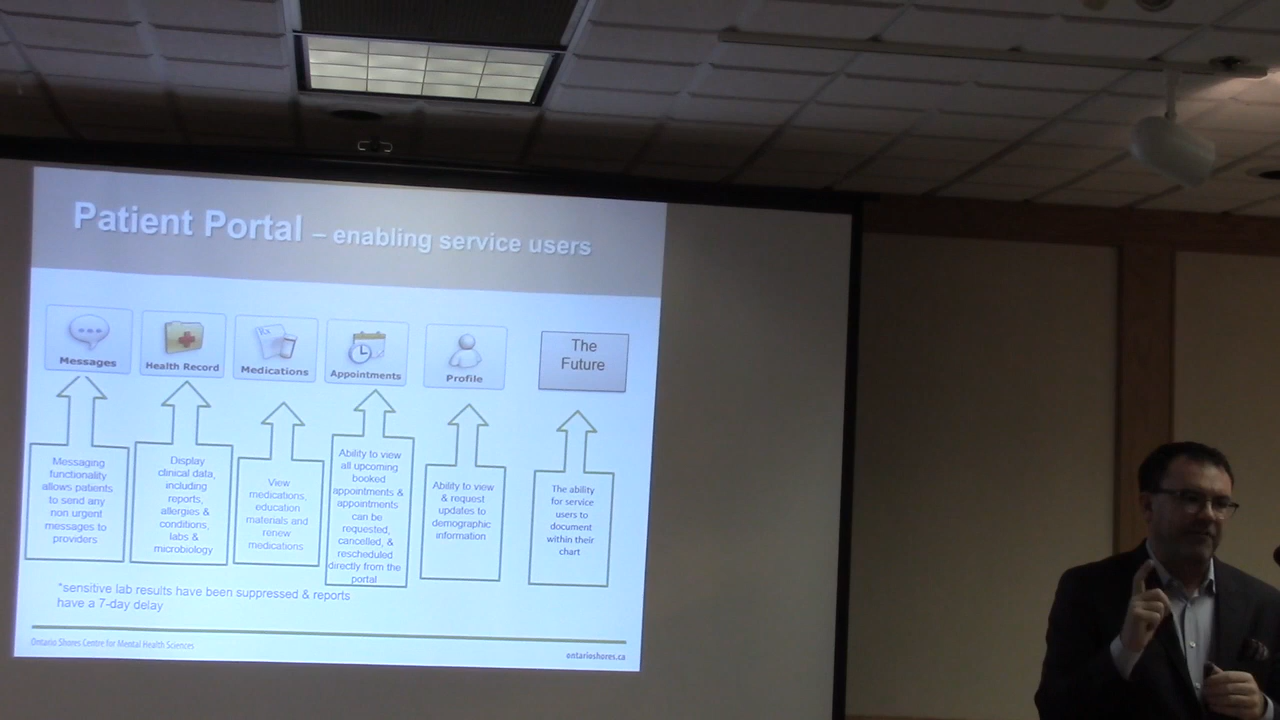 Patient Portal – enabling service users
Messages
Health Record
Medications
Appointments
Profile
The
Future
Messaging
functionality
allows patients
to send any
non urgent
messages to
providers
Display
clinical data,
including
reports,
allergies &
conditions,
labs &
microbiology
View
medications,
education
materials and
renew
medications
Ability to view
all upcoming
booked
appointments &
appointments
can be
requested,
cancelled, &
rescheduled
directly from the
portal
Ability to view
& request
updates to
demographic
information
The ability
for service
users to
document
within their
chart
*sensitive lab results have been suppressed & reports
have a 7-day delay
Ontario Shores Centre for Mental Health Sciences
ontarioshores.ca